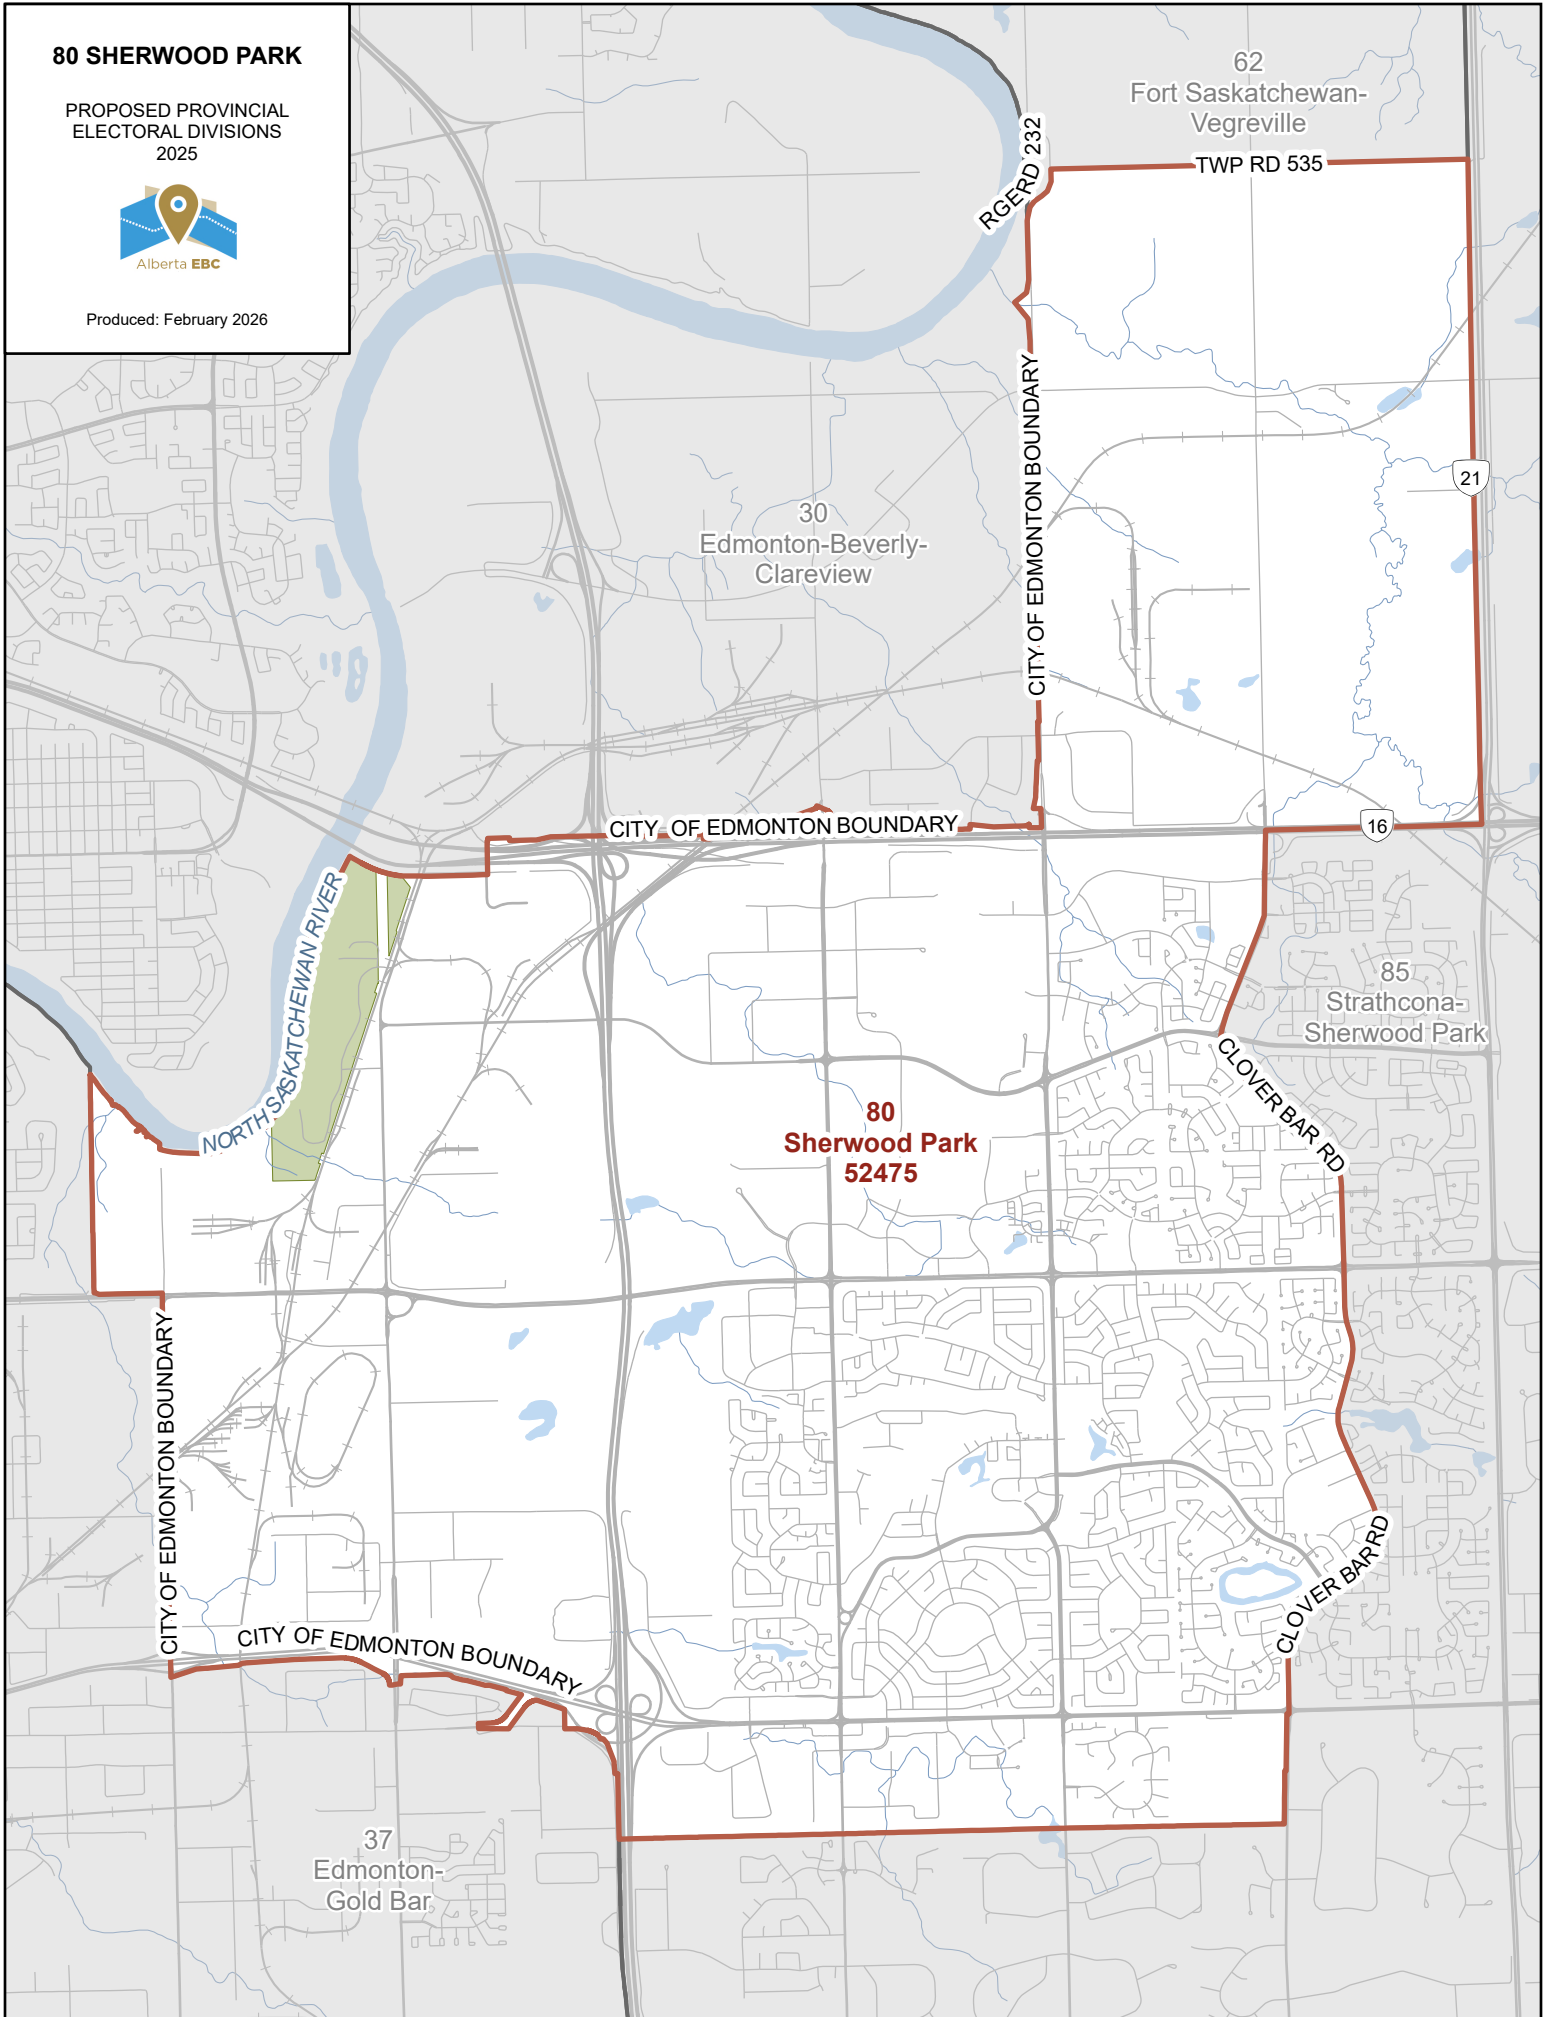 80 SHERWOOD PARK
PROPOSED PROVINCIAL
ELECTORAL DIVISIONS
2025
Alberta EBC
Produced: February 2026
62
Fort Saskatchewan-
Vegreville
RGERD 232
TWP RD 535
CITY OF EDMONTON BOUNDARY
21
30
Edmonton-Beverly-
Clareview
CITY OF EDMONTON BOUNDARY
16
NORTH SASKATCHEWAN RIVER
85
Strathcona-
Sherwood Park
CLOVER BAR RD
80
Sherwood Park
52475
CITY OF EDMONTON BOUNDARY
CLOVER BAR RD
CITY OF EDMONTON BOUNDARY
37
Edmonton-
Gold Bar